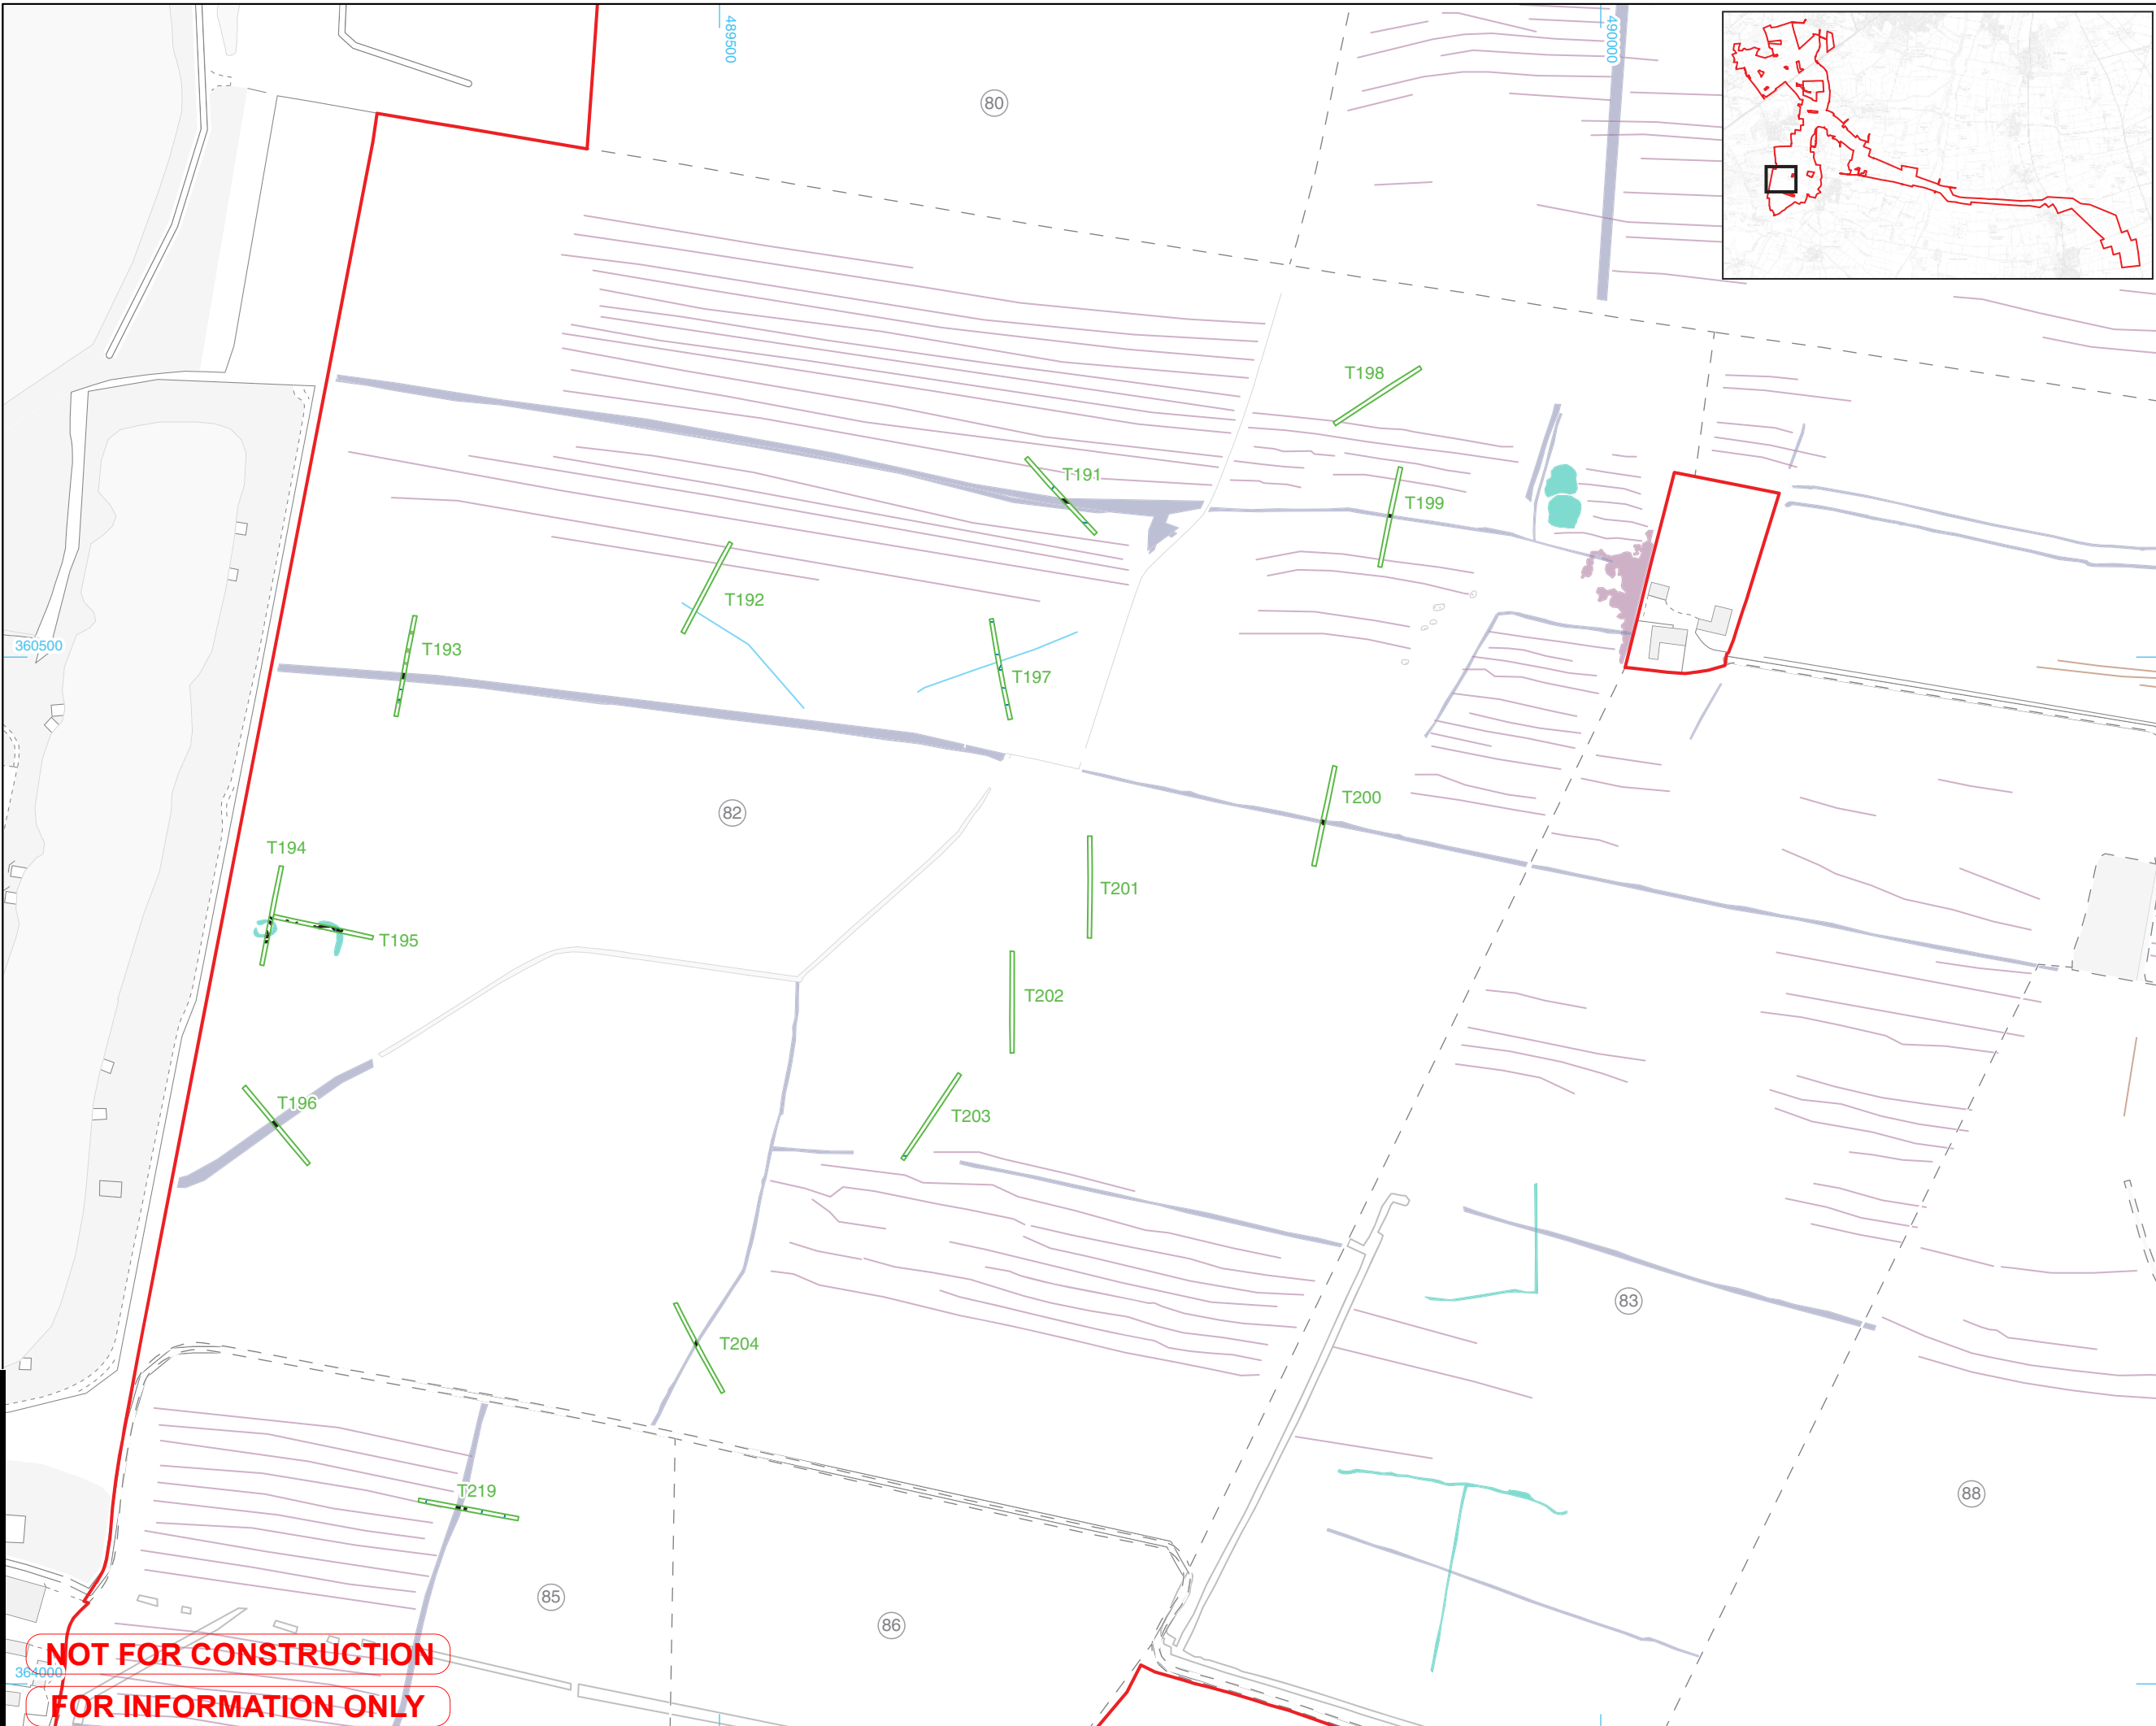 489500
490000
80
T198
T191
T199
T192
360500
T193
T197
82
T200
T194
T201
T195
T202
T196
T203
83
T204
T219
88
85
86
NOT FOR CONSTRUCTION
364000
FOR INFORMATION ONLY